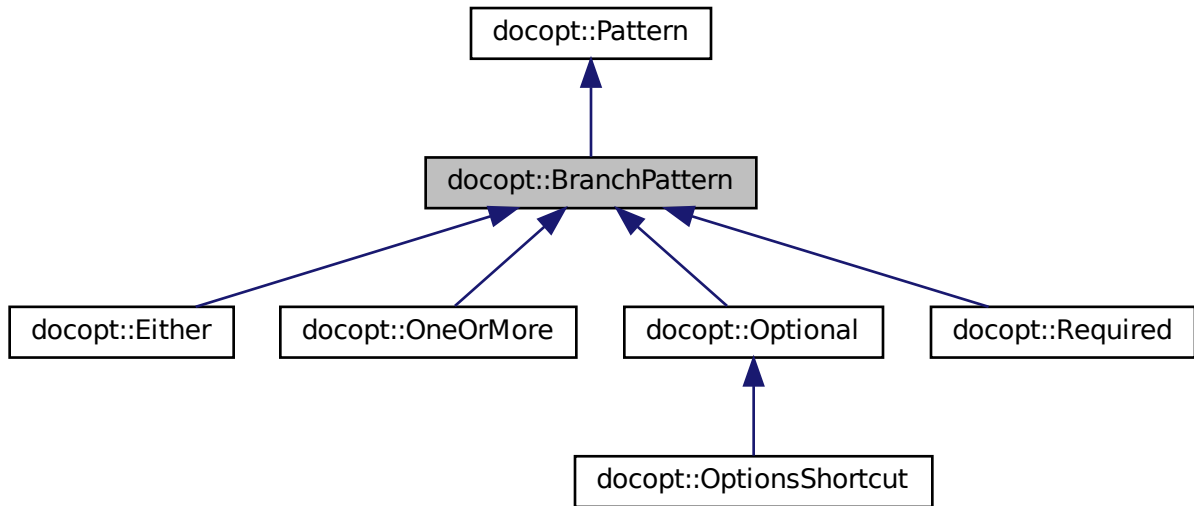 docopt::Pattern
docopt::BranchPattern
docopt::Either
docopt::OneOrMore
docopt::Optional
docopt::Required
docopt::OptionsShortcut